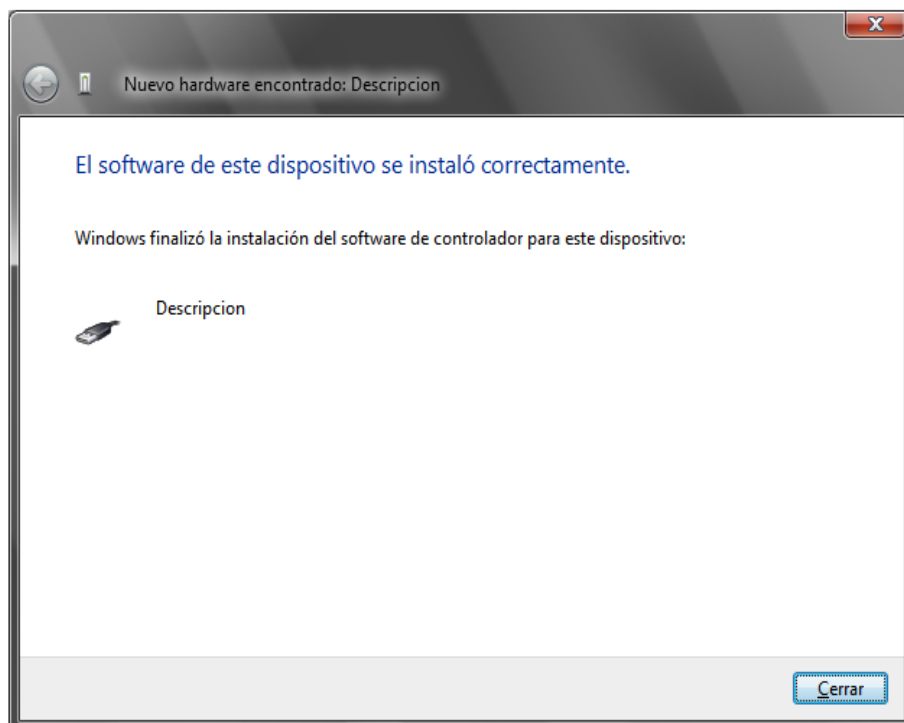 Nuevo hardware encontrado: Descripcion
El software de este dispositivo se instaló correctamente.
Windows finalizó la instalación del software de controlador para este dispositivo:
Descripcion
Cerrar